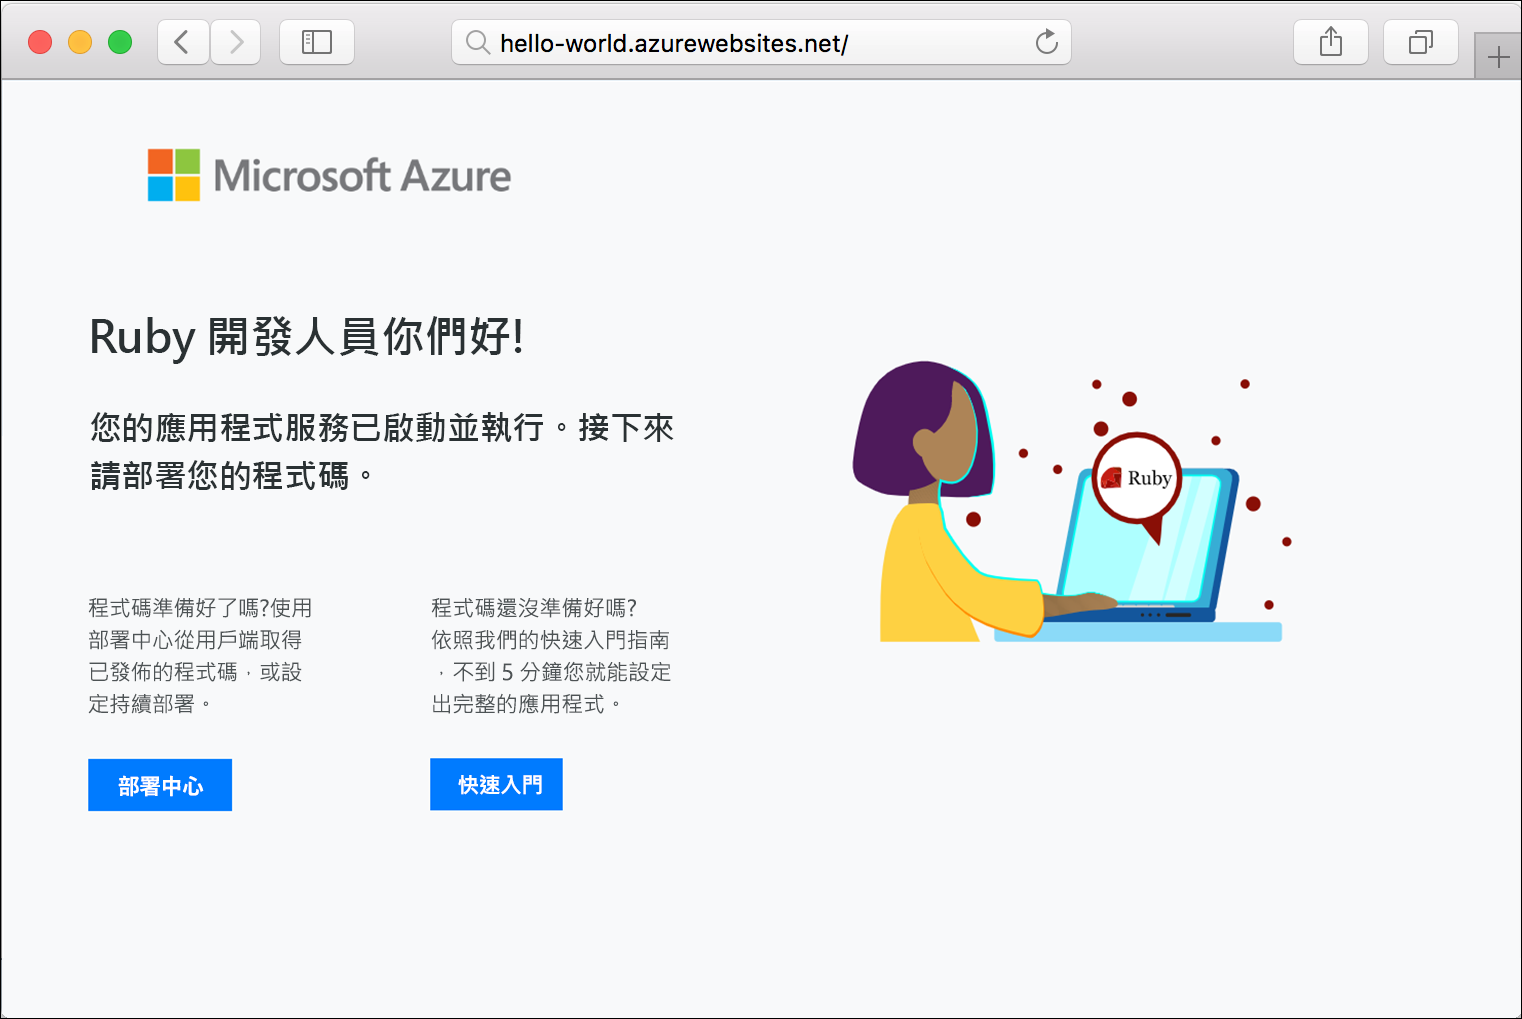 hello-world.azurewebsites.net/
Microsoft Azure
Ruby 開發人員你們好!
您的應用程式服務已啟動並執行。接下來
請部署您的程式碼。
Ruby
程式碼準備好了嗎?使用
部署中心從用戶端取得
已發佈的程式碼，或設
定持續部署。
部署中心
程式碼還沒準備好嗎?
依照我們的快速入門指南
，不到 5 分鐘您就能設定
出完整的應用程式。
快速入門